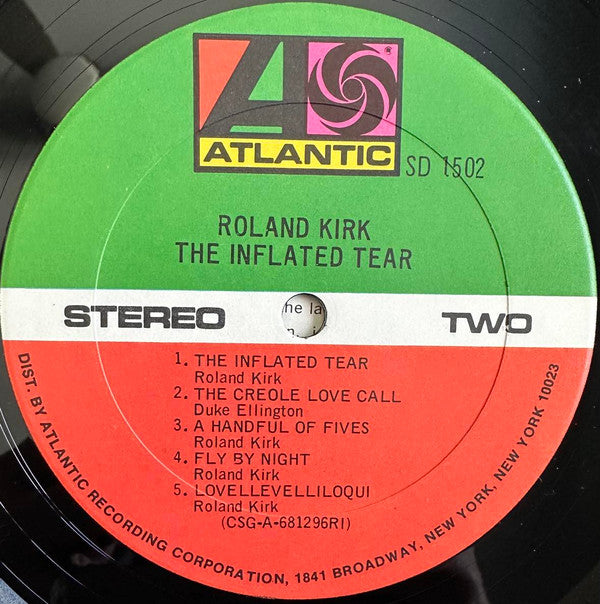 ATLANTIC
SD 1502
ROLAND KIRK
THE INFLATED TEAR
STEREO
TWO
he la
1. THE INFLATED TEAR
Roland Kirk
2. THE CREOLE LOVE CALL
Duke Ellington
3. A HANDFUL OF FIVES
Roland Kirk
4. FLY BY NIGHT
Roland Kirk
5. LOVELLEVELLILOQUI
Roland Kirk
(CSG-A-681296RI)
DIST. BY ATLANTIC RECORDING CORPORATION, 1841 BROADWAY, NEW YORK, NEW YORK 10023